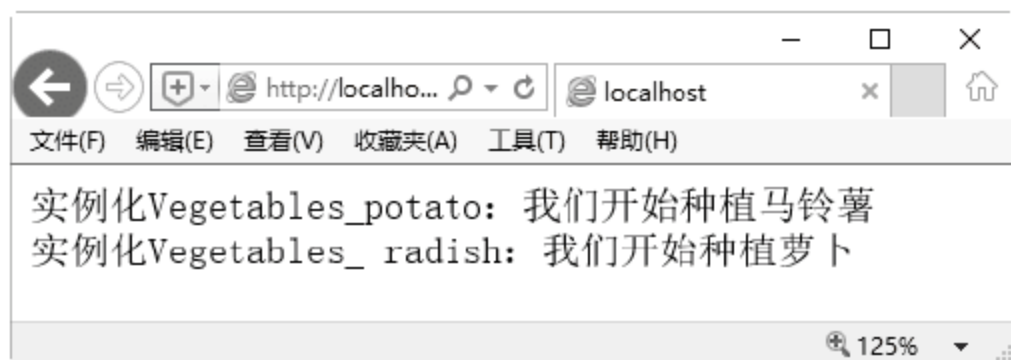 http://localho...
localhost
文件(F) 编辑(E) 查看(V) 收藏夹(A) 工具(T) 帮助(H)
实例化Vegetables_potato：我们开始种植马铃薯
实例化Vegetables_ radish：我们开始种植萝卜
125%